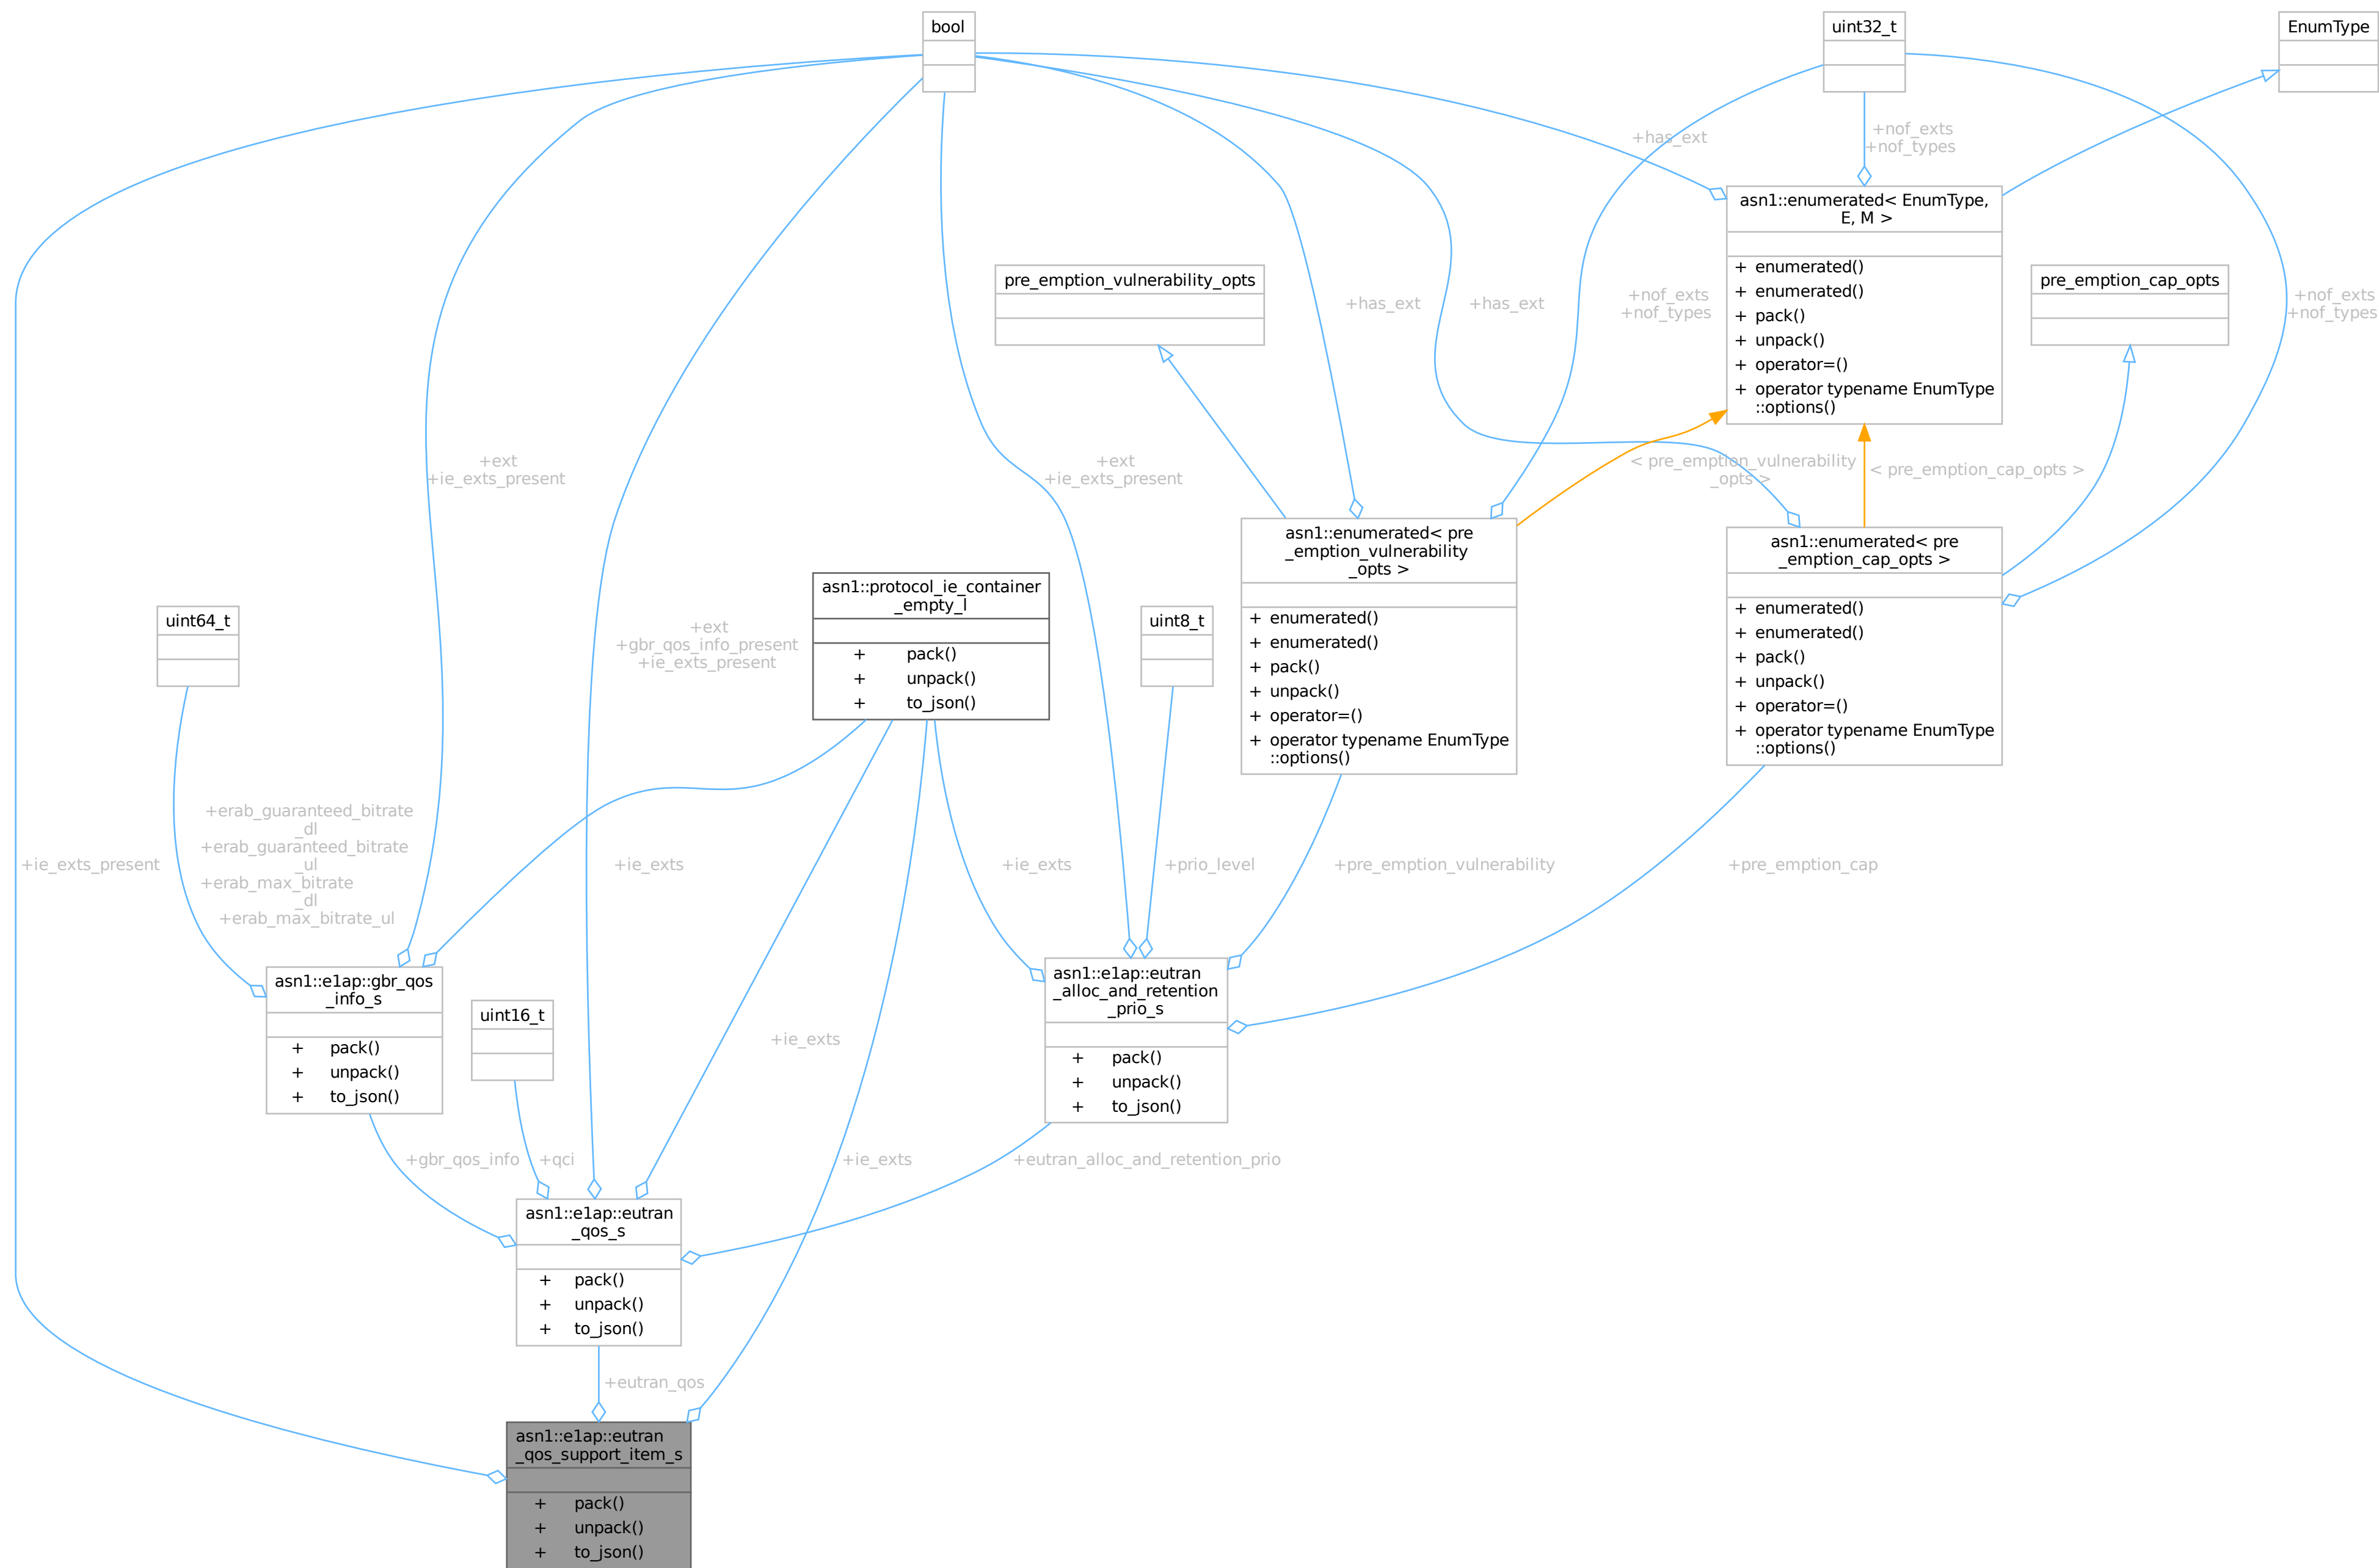 bool
uint32_t
EnumType
+has_ext
+nof_exts
+nof_types
asn1::enumerated< EnumType,
E, M >
+ enumerated()
+ enumerated()
+ pack()
+ unpack()
+ operator=()
+ operator typename EnumType
::options()
pre_emption_vulnerability_opts
pre_emption_cap_opts
+has_ext
+has_ext
+nof_exts
+nof_types
+nof_exts
+nof_types
+ext
+ie_exts_present
+ext
+ie_exts_present
< pre_emption_vulnerability
_opts >
< pre_emption_cap_opts >
asn1::enumerated< pre
_emption_vulnerability
_opts >
+ enumerated()
+ enumerated()
+ pack()
+ unpack()
+ operator=()
+ operator typename EnumType
::options()
asn1::enumerated< pre
_emption_cap_opts >
+ enumerated()
+ enumerated()
+ pack()
+ unpack()
+ operator=()
+ operator typename EnumType
::options()
asn1::protocol_ie_container
_empty_l
+ pack()
+ unpack()
+ to_json()
uint64_t
+ext
+gbr_qos_info_present
+ie_exts_present
uint8_t
+ie_exts_present
+erab_guaranteed_bitrate
_dl
+erab_guaranteed_bitrate
_ul
+erab_max_bitrate
_dl
+erab_max_bitrate_ul
+ie_exts
+ie_exts
+prio_level
+pre_emption_vulnerability
+pre_emption_cap
asn1::e1ap::gbr_qos
_info_s
+ pack()
+ unpack()
+ to_json()
uint16_t
+ie_exts
asn1::e1ap::eutran
_alloc_and_retention
_prio_s
+ pack()
+ unpack()
+ to_json()
+gbr_qos_info
+qci
+ie_exts
+eutran_alloc_and_retention_prio
asn1::e1ap::eutran
_qos_s
+ pack()
+ unpack()
+ to_json()
+eutran_qos
asn1::e1ap::eutran
_qos_support_item_s
+ pack()
+ unpack()
+ to_json()